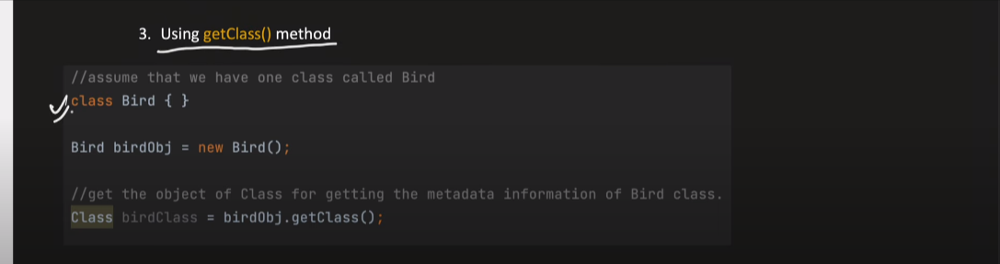 3. Using getClass() method
//assume that we have one class called Bird
class Bird { }
Bird birdObj = new Bird();
//get the object of Class for getting the metadata information of Bird class.
Class birdClass = birdObj.getClass();